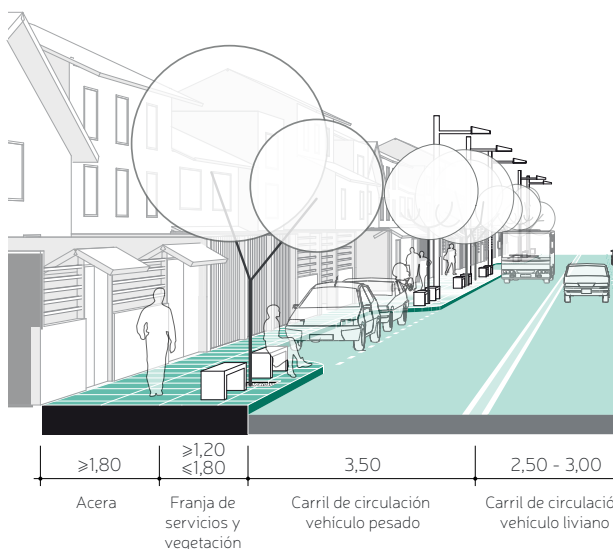 ≥1,80
≥1,20
≤1,80
3,50
2,50 - 3,00
Acera
Franja de
servicios y
vegetación
Carril de circulación
vehículo pesado
Carril de circulació
vehículo liviano